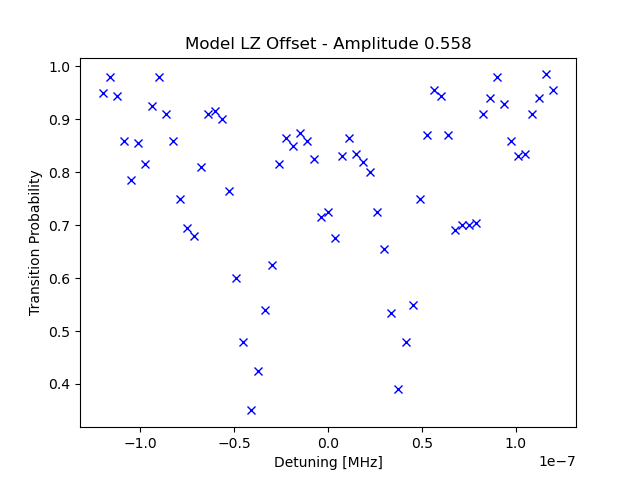 Model LZ Offset - Amplitude 0.558
1.0
0.9
0.8
0.7
0.6
0.5
0.4
Transition Probability
−1.0 −0.5 0.0 0.5 1.0
1e−7
Detuning [MHz]